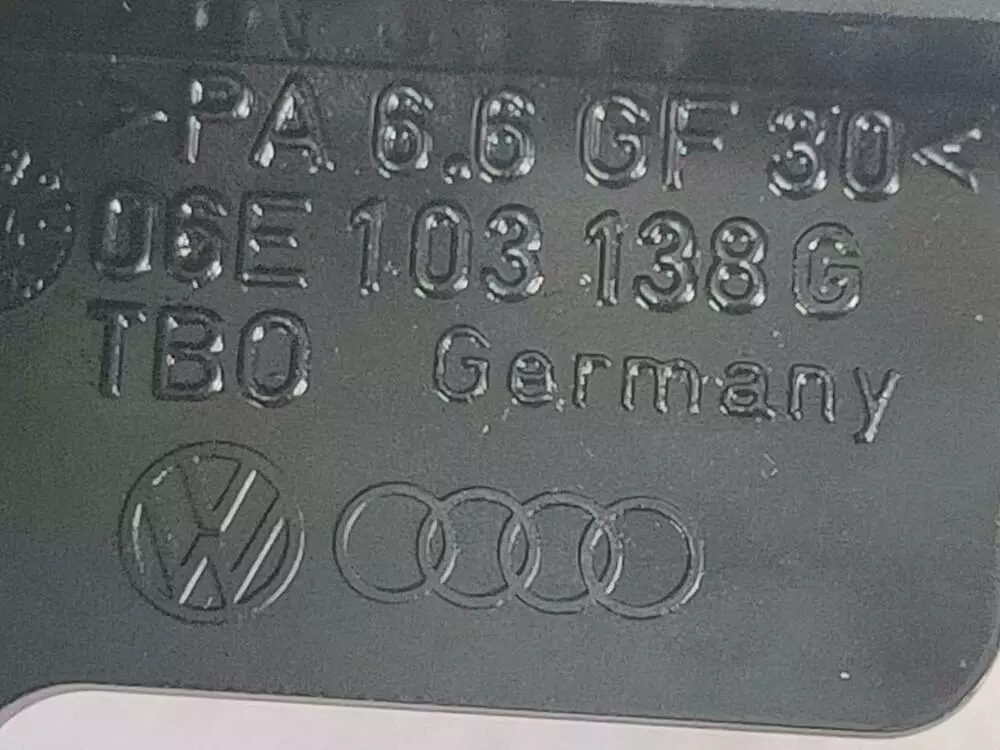 >PA 6.6 GF 30<
06E 103 138 G
TBO Germany